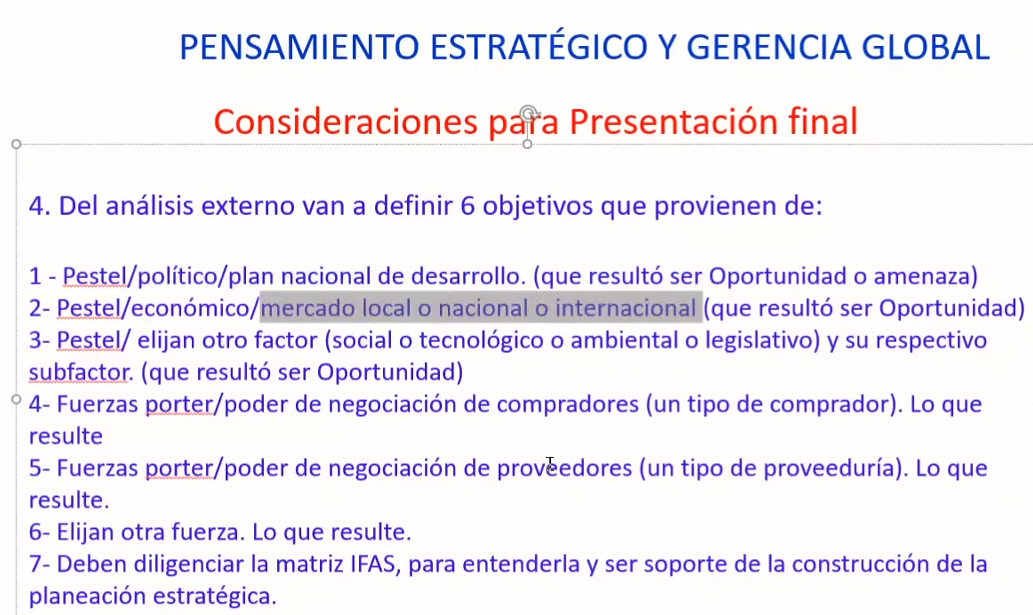 PENSAMIENTO ESTRATÉGICO Y GERENCIA GLOBAL
Consideraciones para Presentación final
4. Del análisis externo van a definir 6 objetivos que provienen de:
1 - Pestel/político/plan nacional de desarrollo. (que resultó ser Oportunidad o amenaza)
2- Pestel/económico/mercado local o nacional o internacional (que resultó ser Oportunidad)
3- Pestel/ elijan otro factor (social o tecnológico o ambiental o legislativo) y su respectivo
subfactor. (que resultó ser Oportunidad)
4- Fuerzas porter/poder de negociación de compradores (un tipo de comprador). Lo que
resulte
5- Fuerzas porter/poder de negociación de proveedores (un tipo de proveeduría). Lo que
resulte.
6- Elijan otra fuerza. Lo que resulte.
7- Deben diligenciar la matriz IFAS, para entenderla y ser soporte de la construcción de la
planeación estratégica.